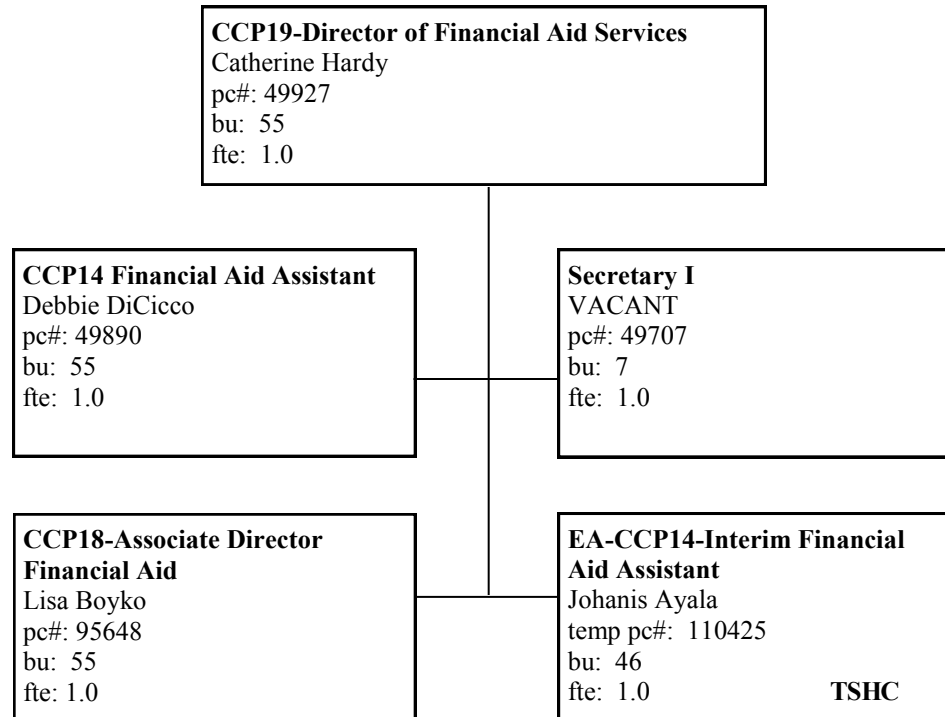 CCP19-Director of Financial Aid Services
Catherine Hardy
pc#: 49927
bu: 55
fte: 1.0
CCP14 Financial Aid Assistant
Debbie DiCicco
pc#: 49890
bu: 55
fte: 1.0
Secretary I
VACANT
pc#: 49707
bu: 7
fte: 1.0
CCP18-Associate Director
Financial Aid
Lisa Boyko
pc#: 95648
bu: 55
fte: 1.0
EA-CCP14-Interim Financial
Aid Assistant
Johanis Ayala
temp pc#: 110425
bu: 46
fte: 1.0 TSHC